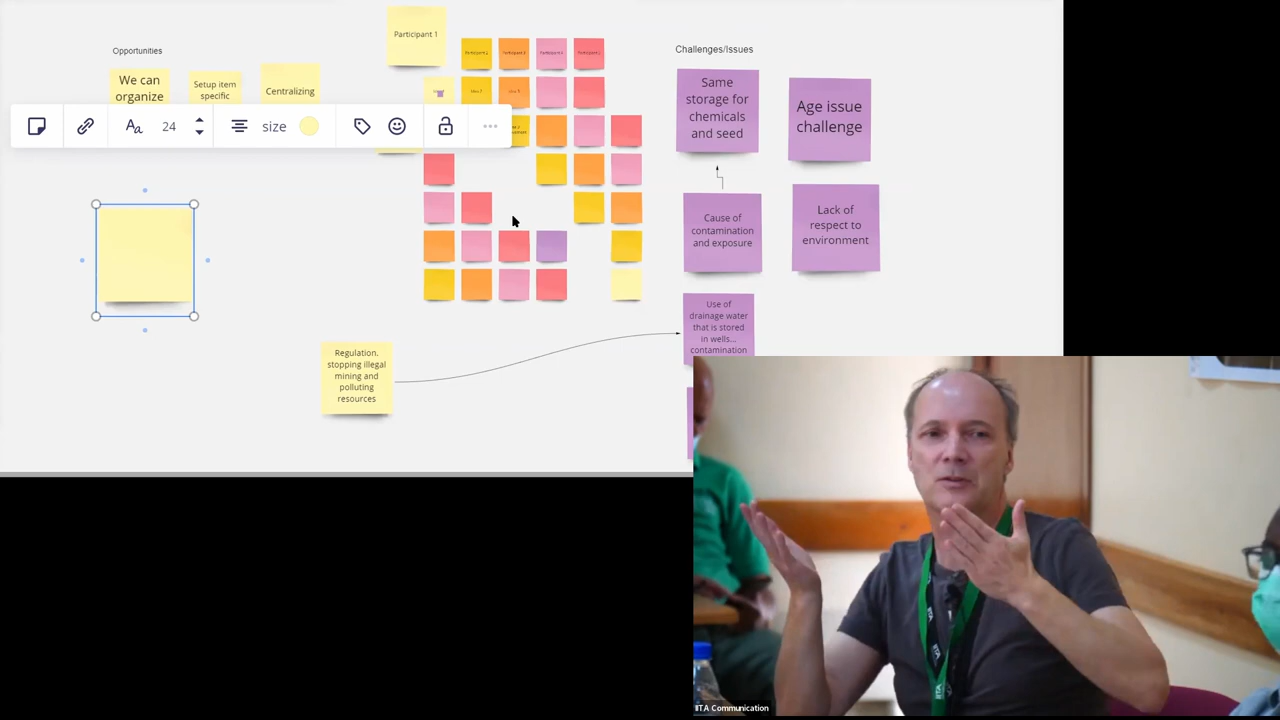 Participant 1
Opportunities
We can
organize
Setup item
specific
Centralizing
24
size
Challenges/Issues
Same
storage for
chemicals
and seed
Age issue
challenge
Cause of
contamination
and exposure
Lack of
respect to
environment
Use of
drainage water
that is stored
in wells...
contamination
Regulation.
stopping illegal
mining and
polluting
resources
IITA
IITA
IITA Communication